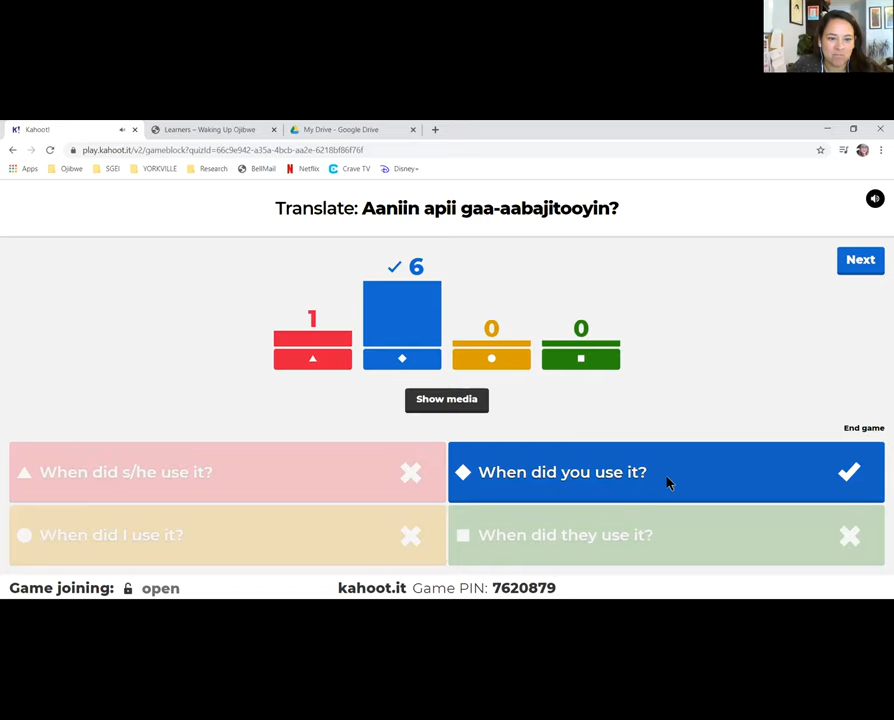 K! Kahoot!
Learners – Waking Up Ojibwe
My Drive - Google Drive
play.kahoot.it/v2/gameblock?quizId=66c9e942-a35a-4bcb-aa2e-6218bf86f76f
Apps
Ojibwe
SGEI
YORKVILLE
Research
BellMail
Netflix
Crave TV
Disney+
Translate: Aaniin apii gaa-aabajitooyin?
Next
1
6
0
0
Show media
End game
When did s/he use it?
When did you use it?
When did I use it?
When did they use it?
Game joining: open
kahoot.it Game PIN: 7620879